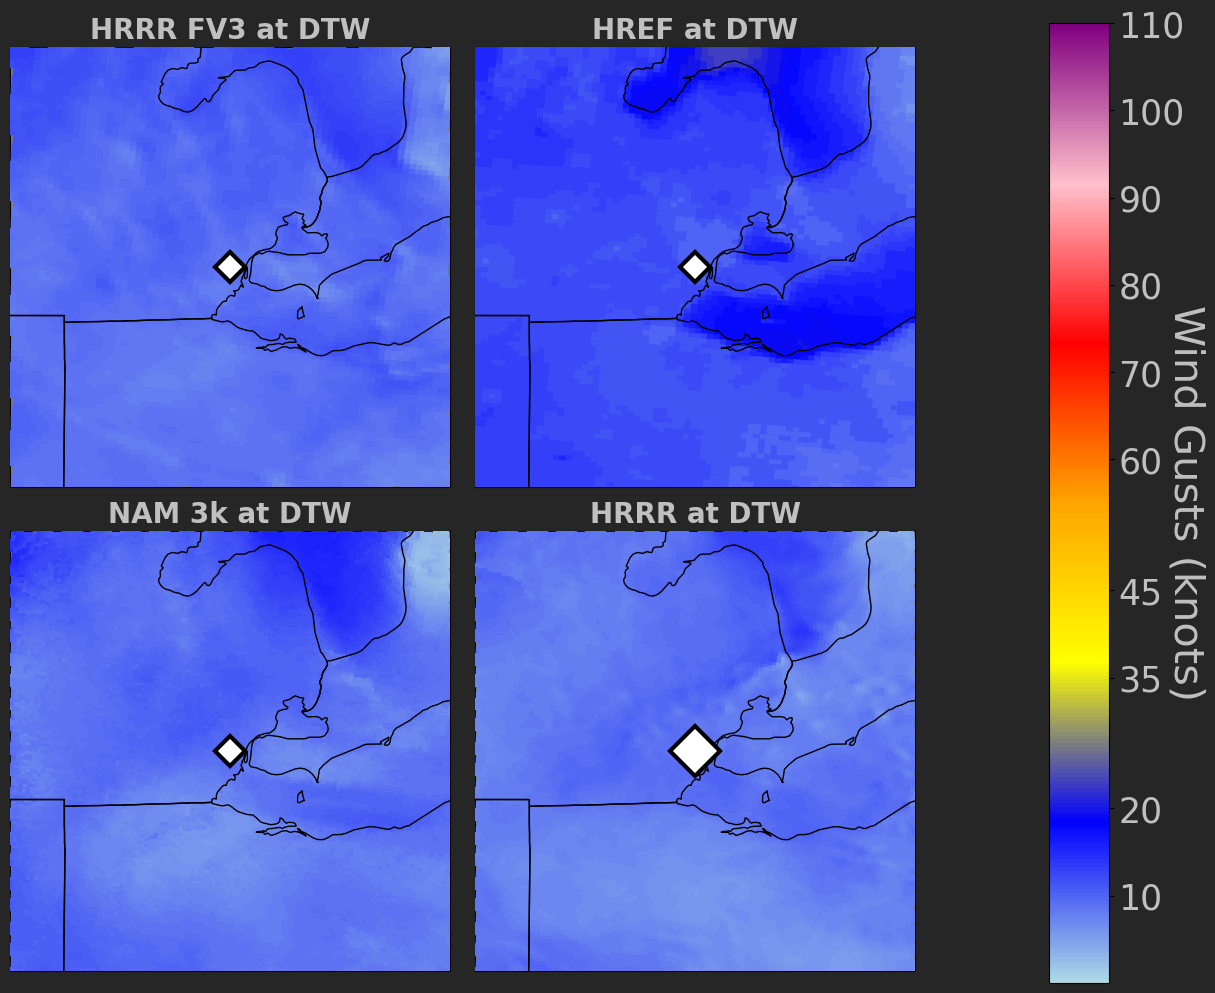 HRRR FV3 at DTW
HREF at DTW
NAM 3k at DTW
HRRR at DTW
110
100
90
80
70
60
45
35
20
10
Wind Gusts (knots)